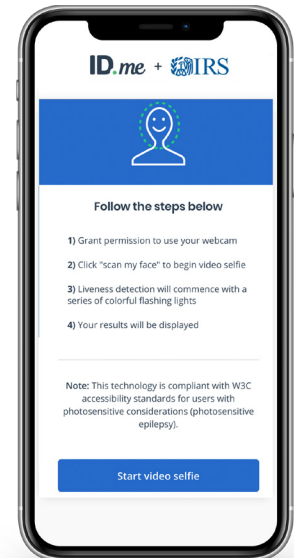 ID.me + IRS
Follow the steps below
1) Grant permission to use your webcam
2) Click "scan my face" to begin video selfie
3) Liveness detection will commence with a
series of colorful flashing lights
4) Your results will be displayed
Note: This technology is compliant with W3C
accessibility standards for users with
photosensitive considerations (photosensitive
epilepsy).
Start video selfie